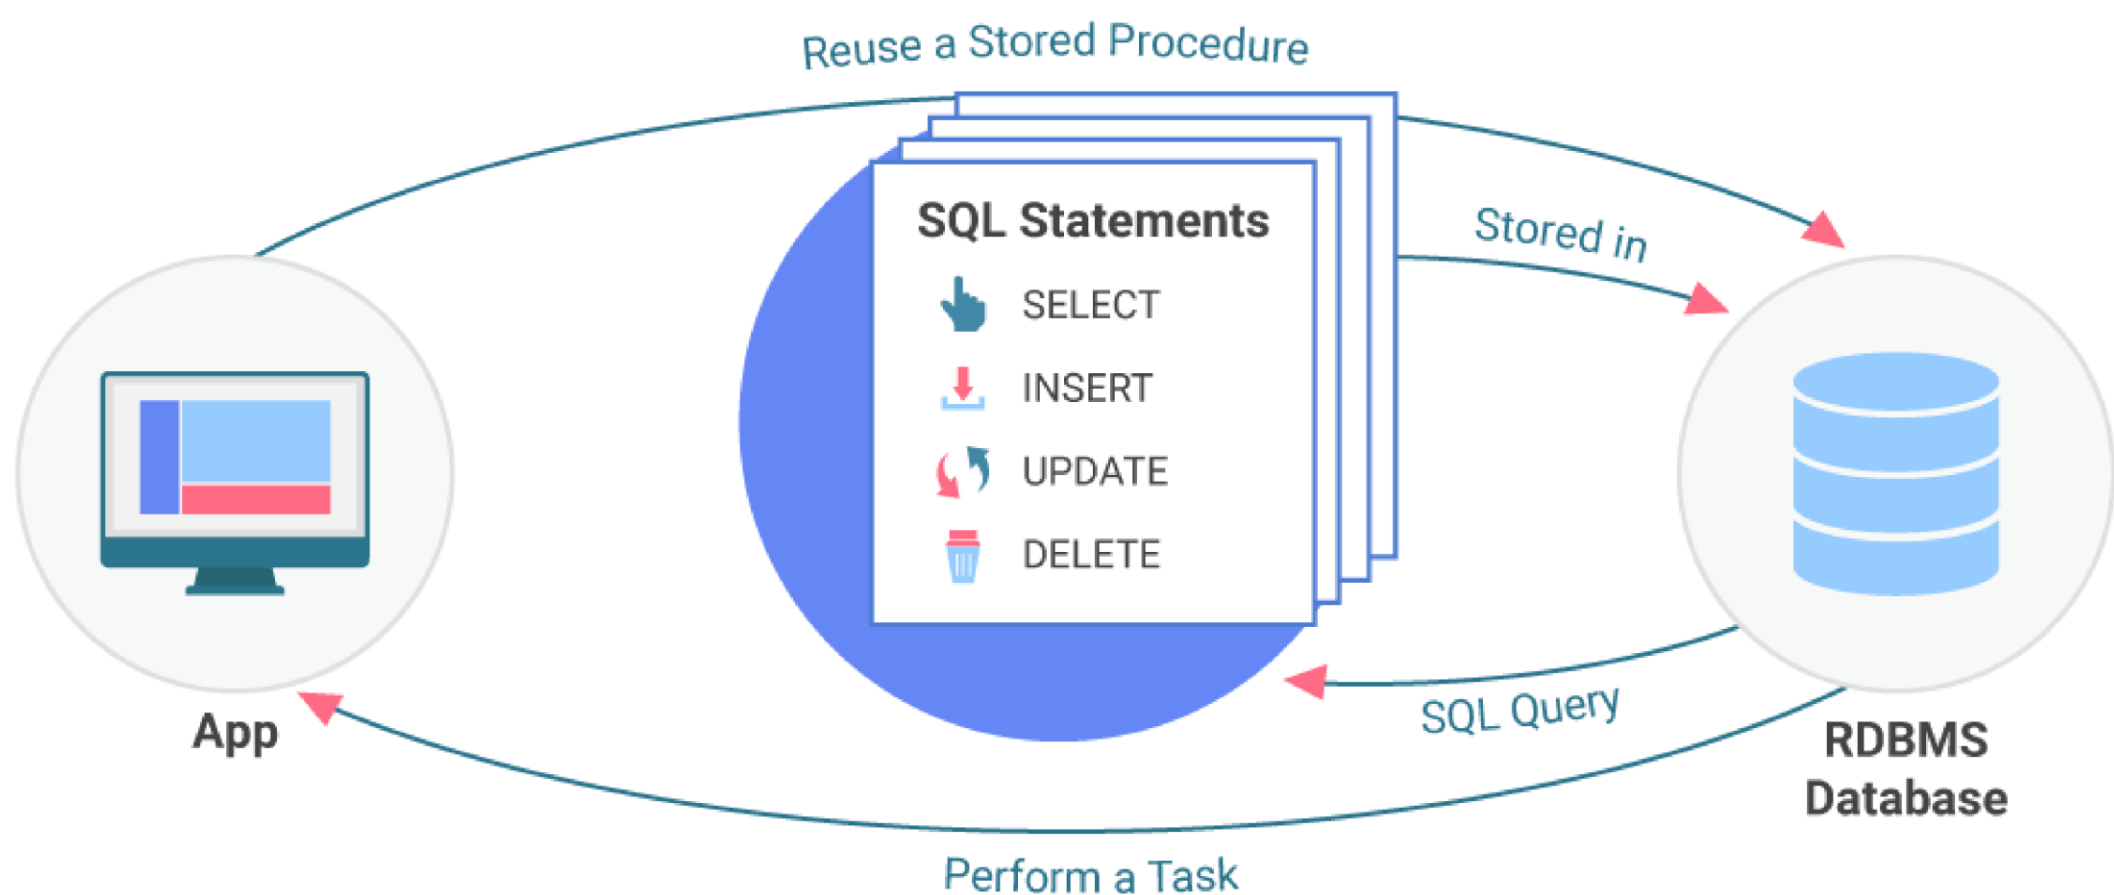 Reuse a Stored Procedure
SQL Statements
SELECT
INSERT
UPDATE
DELETE
Stored in
SQL Query
App
RDBMS
Database
Perform a Task